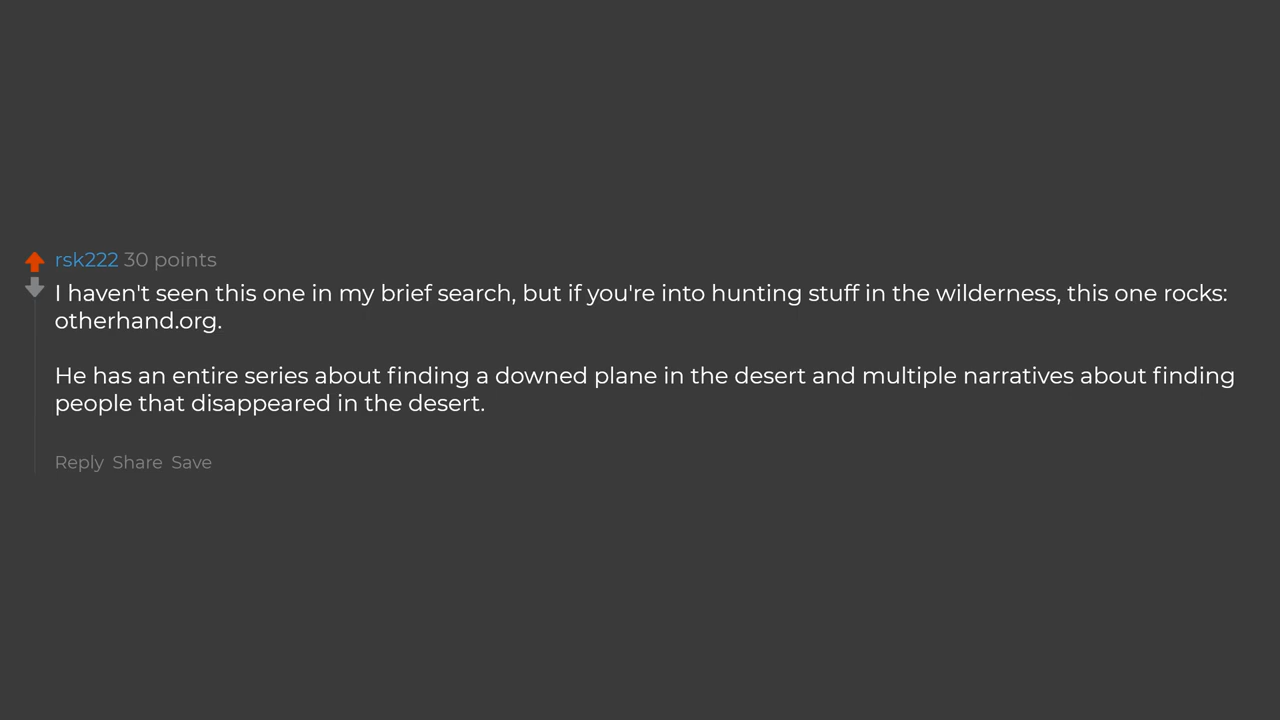 rsk222 30 points
I haven't seen this one in my brief search, but if you're into hunting stuff in the wilderness, this one rocks:
otherhand.org.
He has an entire series about finding a downed plane in the desert and multiple narratives about finding
people that disappeared in the desert.
Reply Share Save